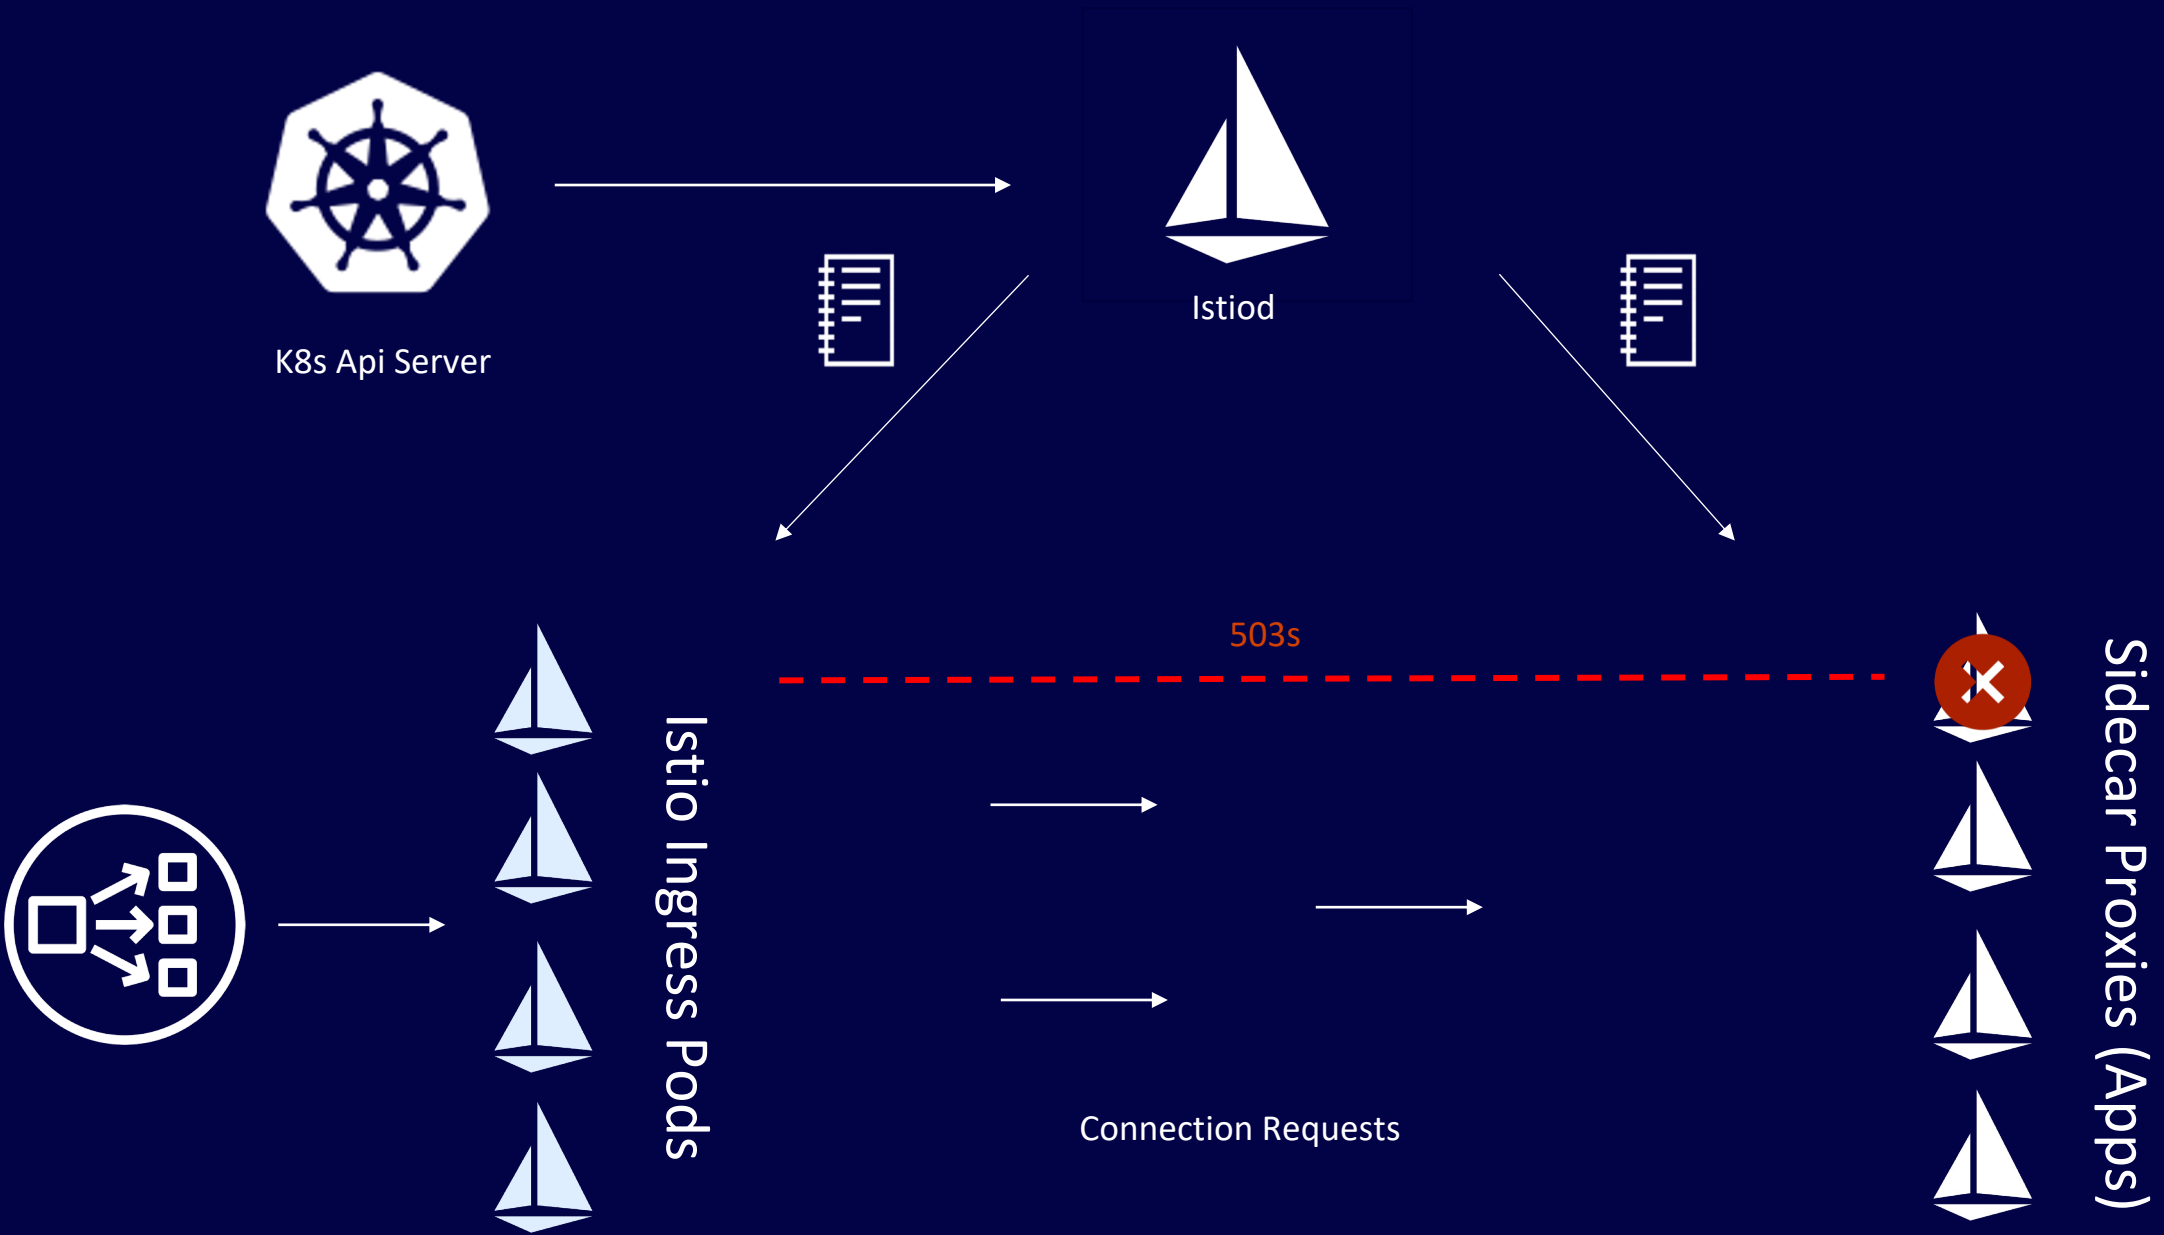 K8s Api Server
Istiod
503s
Istio Ingress Pods
Sidecar Proxies (Apps)
Connection Requests